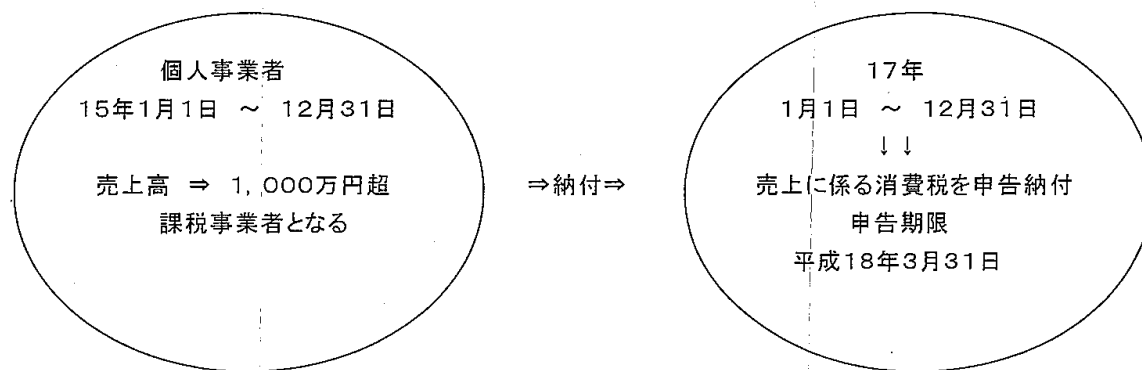 個人事業者
15年1月1日 ～ 12月31日
売上高 ⇒ 1,000万円超
課税事業者となる
⇒納付⇒
17年
1月1日 ～ 12月31日
↓↓
売上に係る消費税を申告納付
申告期限
平成18年3月31日